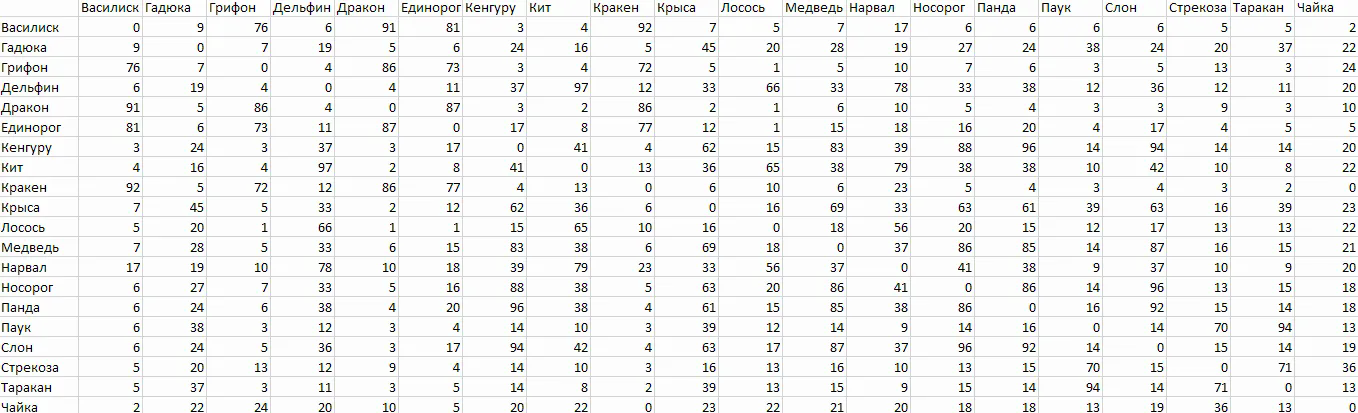 Василиск Гадюка Грифон Дельфин Дракон Единорог Кенгуру Кит Кракен Крыса Лосось Медведь Нарвал Носорог Панда Паук Слон Стрекоза Таракан Чайка
Василиск 0 9 76 6 91 81 3 4 92 7 5 7 17 6 6 6 6 5 5 2
Гадюка 9 0 7 19 5 6 24 16 5 45 20 28 19 27 24 38 24 20 37 22
Грифон 76 7 0 4 86 73 3 4 72 5 1 5 10 7 6 3 5 13 3 24
Дельфин 6 19 4 0 4 11 37 97 12 33 66 33 78 33 38 12 36 12 11 20
Дракон 91 5 86 4 0 87 3 2 86 2 1 6 10 5 4 3 3 9 3 10
Единорог 81 6 73 11 87 0 17 8 77 12 1 15 18 16 20 4 17 4 5 5
Кенгуру 3 24 3 37 3 17 0 41 4 62 15 83 39 88 96 14 94 14 14 20
Кит 4 16 4 97 2 8 41 0 13 36 65 38 79 38 38 10 42 10 8 22
Кракен 92 5 72 12 86 77 4 13 0 6 10 6 23 5 4 3 4 3 2 0
Крыса 7 45 5 33 2 12 62 36 6 0 16 69 33 63 61 39 63 16 39 23
Лосось 5 20 1 66 1 1 15 65 10 16 0 18 56 20 15 12 17 13 13 22
Медведь 7 28 5 33 6 15 83 38 6 69 18 0 37 86 85 14 87 16 15 21
Нарвал 17 19 10 78 10 18 39 79 23 33 56 37 0 41 38 9 37 10 9 20
Носорог 6 27 7 33 5 16 88 38 5 63 20 86 41 0 86 14 96 13 15 18
Панда 6 24 6 38 4 20 96 38 4 61 15 85 38 86 0 16 92 15 14 18
Паук 6 38 3 12 3 4 14 10 3 39 12 14 9 14 16 0 14 70 94 13
Слон 6 24 5 36 3 17 94 42 4 63 17 87 37 96 92 14 0 15 14 19
Стрекоза 5 20 13 12 9 4 14 10 3 16 13 16 10 13 15 70 15 0 71 36
Таракан 5 37 3 11 3 5 14 8 2 39 13 15 9 15 14 94 14 71 0 13
Чайка 2 22 24 20 10 5 20 22 0 23 22 21 20 18 18 13 19 36 13 0